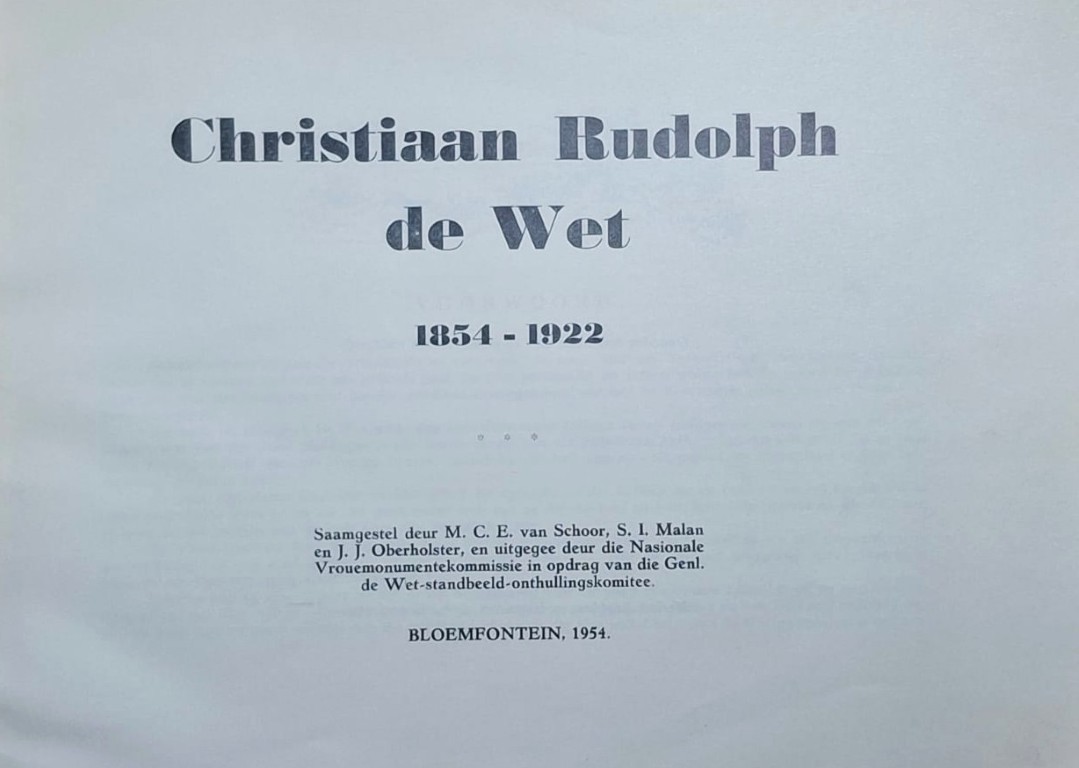 Christiaan Rudolph
de Wet
1854 - 1922
Saamgestel deur M. C. E. van Schoor, S. I. Malan
en J. J. Oberholster, en uitgegee deur die Nasionale
Vrouemonumentekommissie in opdrag van die Genl.
de Wet-standbeeld-onthullingskomitee.
BLOEMFONTEIN, 1954.